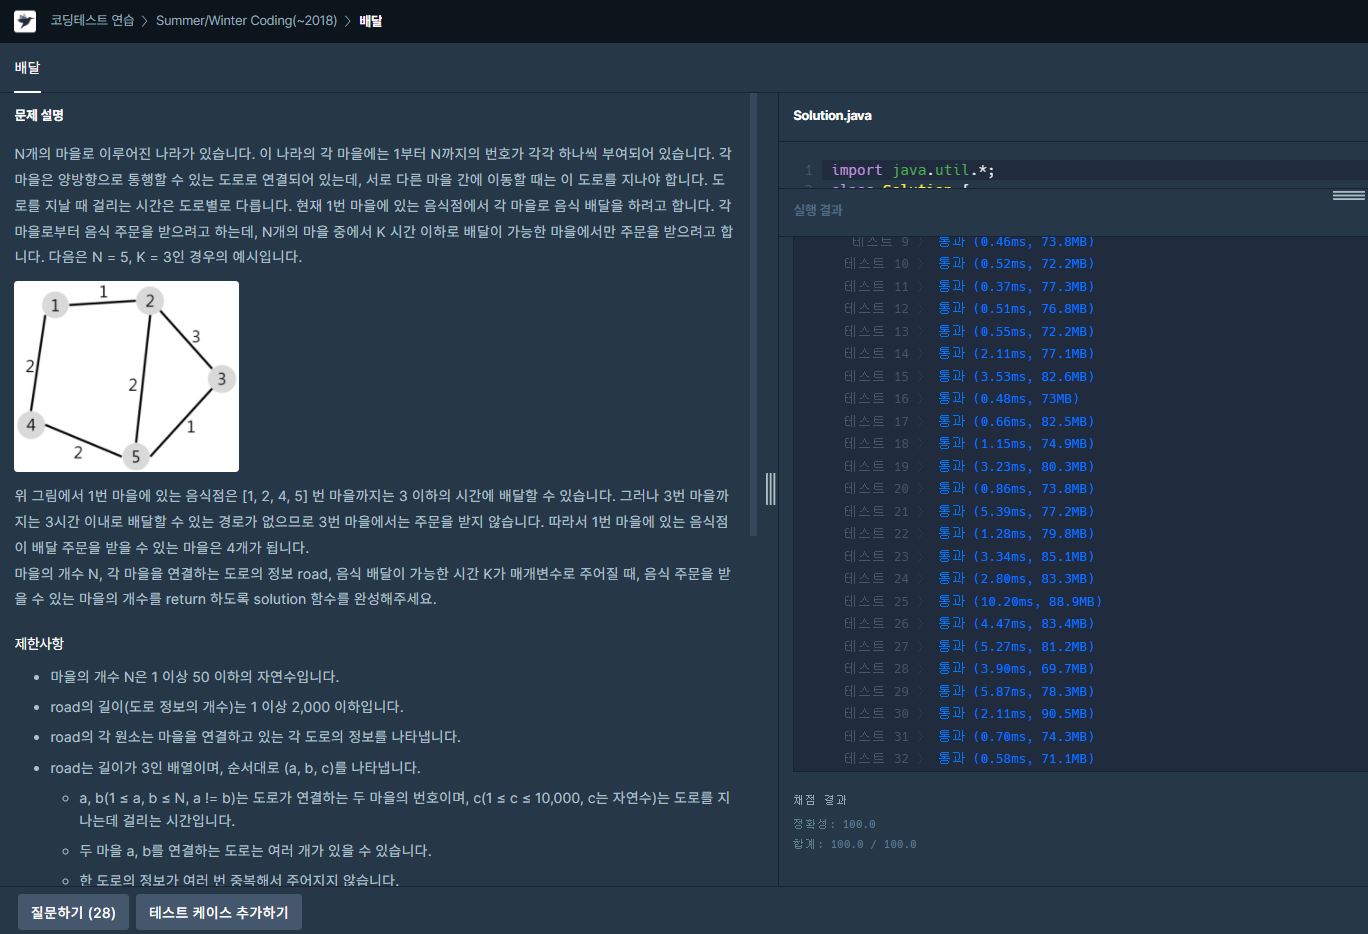 코딩테스트 연습 > Summer/Winter Coding(~2018) > 배달
배달
문제 설명
N개의 마을로 이루어진 나라가 있습니다. 이 나라의 각 마을에는 1부터 N까지의 번호가 각각 하나씩 부여되어 있습니다. 각
마을은 양방향으로 통행할 수 있는 도로로 연결되어 있는데, 서로 다른 마을 간에 이동할 때는 이 도로를 지나야 합니다. 도
로를 지날 때 걸리는 시간은 도로별로 다릅니다. 현재 1번 마을에 있는 음식점에서 각 마을로 음식 배달을 하려고 합니다. 각
마을로부터 음식 주문을 받으려고 하는데, N개의 마을 중에서 K 시간 이하로 배달이 가능한 마을에서만 주문을 받으려고 합
니다. 다음은 N = 5, K = 3인 경우의 예시입니다.
1
1
2
3
2
2
3
4
1
2
5
위 그림에서 1번 마을에 있는 음식점은 [1, 2, 4, 5] 번 마을까지는 3 이하의 시간에 배달할 수 있습니다. 그러나 3번 마을까
지는 3시간 이내로 배달할 수 있는 경로가 없으므로 3번 마을에서는 주문을 받지 않습니다. 따라서 1번 마을에 있는 음식점
이 배달 주문을 받을 수 있는 마을은 4개가 됩니다.
마을의 개수 N, 각 마을을 연결하는 도로의 정보 road, 음식 배달이 가능한 시간 K가 매개변수로 주어질 때, 음식 주문을 받
을 수 있는 마을의 개수를 return 하도록 solution 함수를 완성해주세요.
제한사항
• 마을의 개수 N은 1 이상 50 이하의 자연수입니다.
• road의 길이(도로 정보의 개수)는 1 이상 2,000 이하입니다.
• road의 각 원소는 마을을 연결하고 있는 각 도로의 정보를 나타냅니다.
• road는 길이가 3인 배열이며, 순서대로 (a, b, c)를 나타냅니다.
◦ a, b(1 ≤ a, b ≤ N, a != b)는 도로가 연결하는 두 마을의 번호이며, c(1 ≤ c ≤ 10,000, c는 자연수)는 도로를 지
나는데 걸리는 시간입니다.
◦ 두 마을 a, b를 연결하는 도로는 여러 개가 있을 수 있습니다.
◦ 한 도로의 정보가 여러 번 중복해서 주어지지 않습니다.
질문하기 (28)
테스트 케이스 추가하기
Solution.java
1 import java.util.*;
2 class Solution {
실행 결과
테스트 9 > 통과 (0.46ms, 73.8MB)
테스트 10 > 통과 (0.52ms, 72.2MB)
테스트 11 > 통과 (0.37ms, 77.3MB)
테스트 12 > 통과 (0.51ms, 76.8MB)
테스트 13 > 통과 (0.55ms, 72.2MB)
테스트 14 > 통과 (2.11ms, 77.1MB)
테스트 15 > 통과 (3.53ms, 82.6MB)
테스트 16 > 통과 (0.48ms, 73MB)
테스트 17 > 통과 (0.66ms, 82.5MB)
테스트 18 > 통과 (1.15ms, 74.9MB)
테스트 19 > 통과 (3.23ms, 80.3MB)
테스트 20 > 통과 (0.86ms, 73.8MB)
테스트 21 > 통과 (5.39ms, 77.2MB)
테스트 22 > 통과 (1.28ms, 79.8MB)
테스트 23 > 통과 (3.34ms, 85.1MB)
테스트 24 > 통과 (2.80ms, 83.3MB)
테스트 25 > 통과 (10.20ms, 88.9MB)
테스트 26 > 통과 (4.47ms, 83.4MB)
테스트 27 > 통과 (5.27ms, 81.2MB)
테스트 28 > 통과 (3.90ms, 69.7MB)
테스트 29 > 통과 (5.87ms, 78.3MB)
테스트 30 > 통과 (2.11ms, 90.5MB)
테스트 31 > 통과 (0.70ms, 74.3MB)
테스트 32 > 통과 (0.58ms, 71.1MB)
채점 결과
정확성: 100.0
합계: 100.0 / 100.0